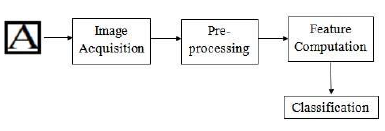 A
Image
Acquisition
Pre-
processing
Feature
Computation
Classification